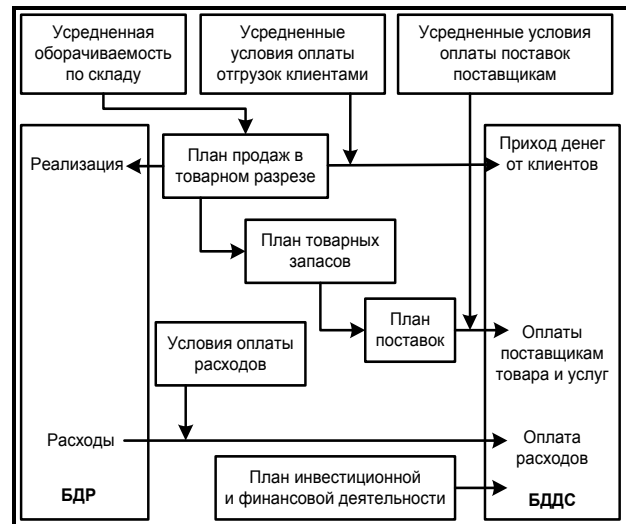 Усредненная
оборачиваемость
по складу
Усредненные
условия оплаты
отгрузок клиентами
Усредненные условия
оплаты поставок
поставщикам
Реализация
План продаж в
товарном разрезе
Приход денег
от клиентов
План товарных
запасов
План
поставок
Условия оплаты
расходов
Оплаты
поставщикам
товара и услуг
Расходы
Оплата
расходов
План инвестиционной
и финансовой деятельности
БДР
БДДС